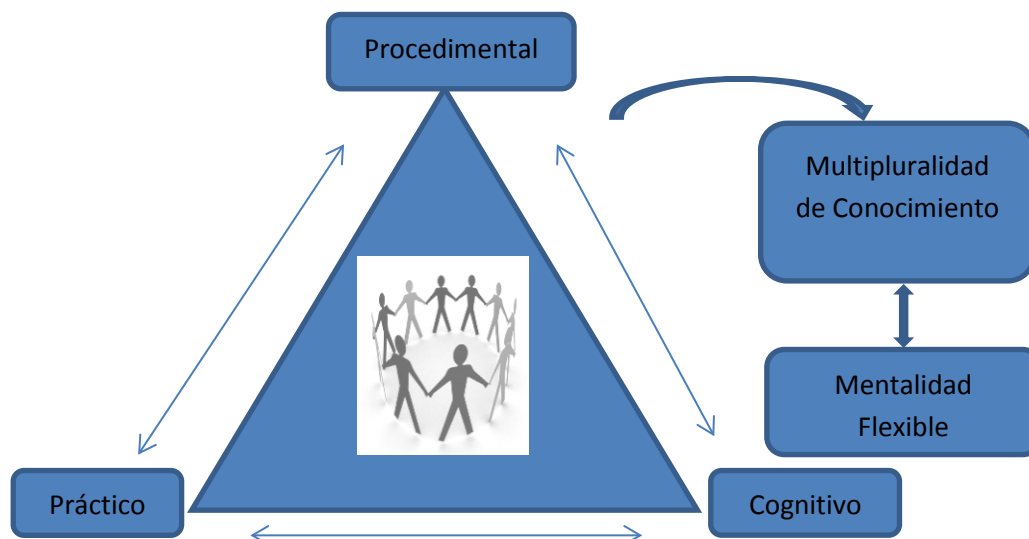 Procedimental
Multipluralidad
de Conocimiento
Mentalidad
Flexible
Práctico
Cognitivo